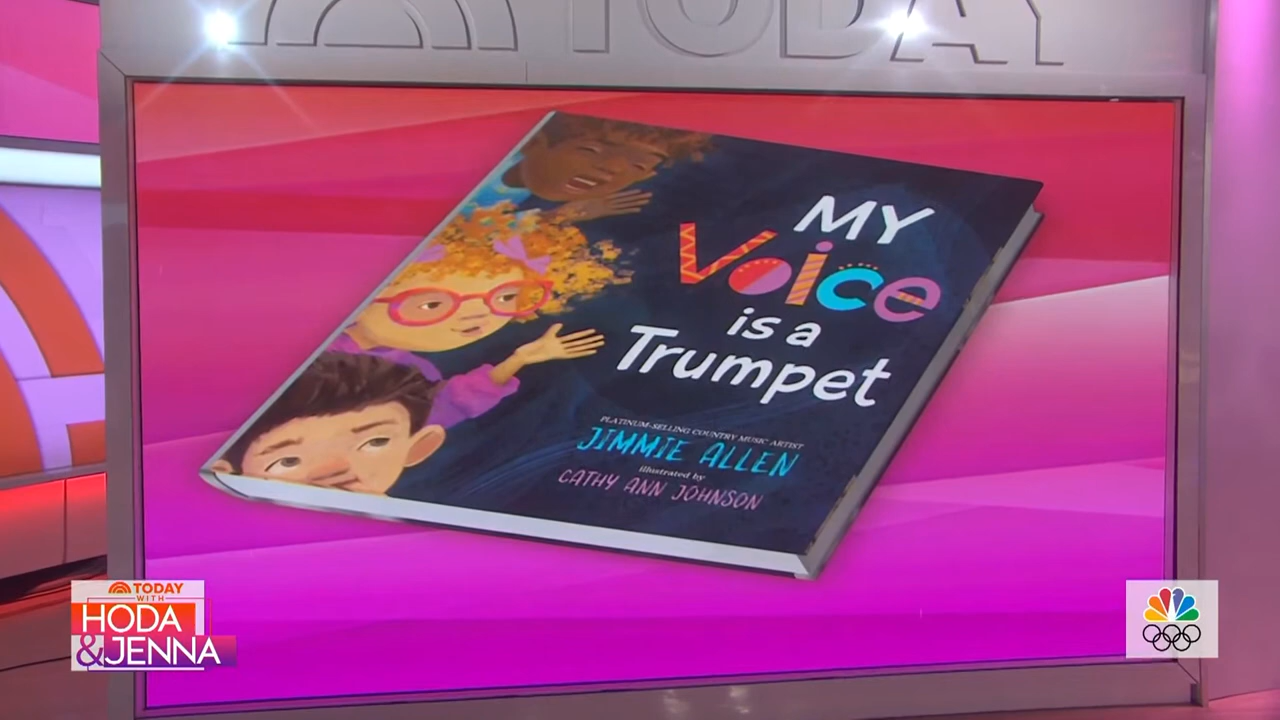 TODAY
MY
Voice
is a
Trumpet
PLATINUM-SELLING COUNTRY MUSIC ARTIST
JIMMIE ALLEN
illustrated by
CATHY ANN JOHNSON
TODAY
WITH
HODA
&JENNA